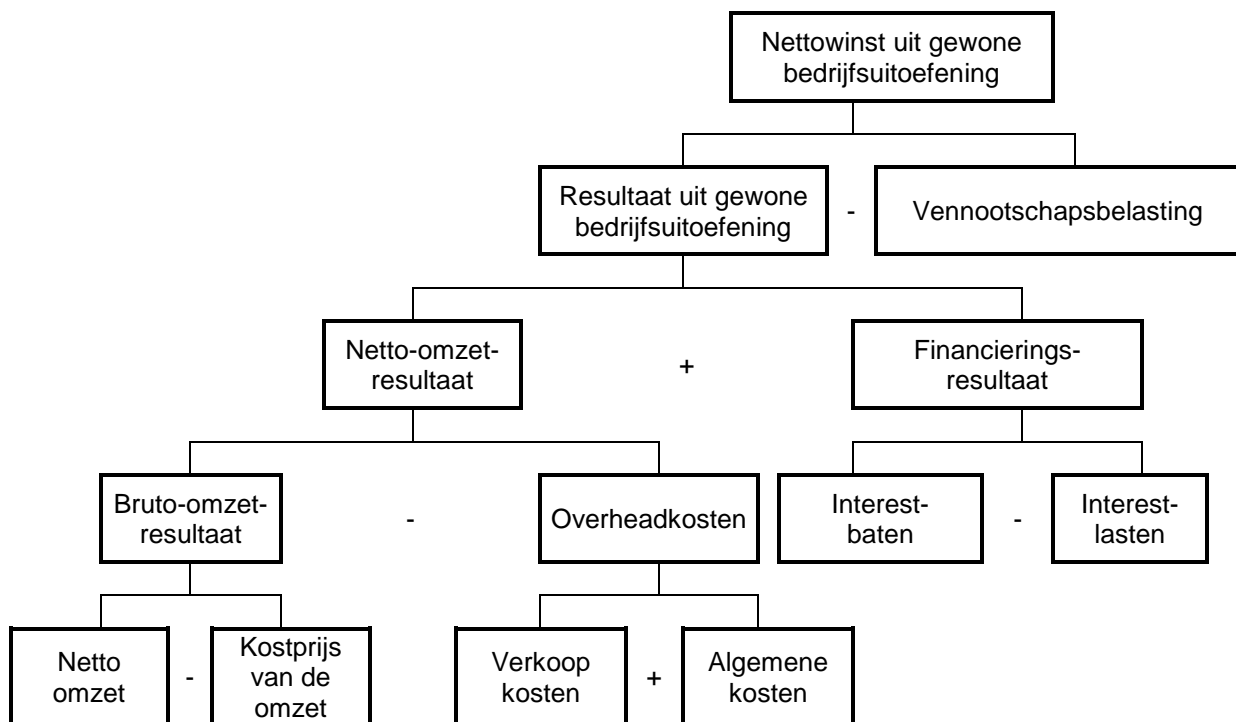 Nettowinst uit gewone
bedrijfsuitoefening
Resultaat uit gewone
bedrijfsuitoefening
-
Vennootschapsbelasting
Netto-omzet-
resultaat
+
Financierings-
resultaat
Bruto-omzet-
resultaat
-
Overheadkosten
Interest-
baten
-
Interest-
lasten
Netto
omzet
-
Kostprijs
van de
omzet
Verkoop
kosten
+
Algemene
kosten